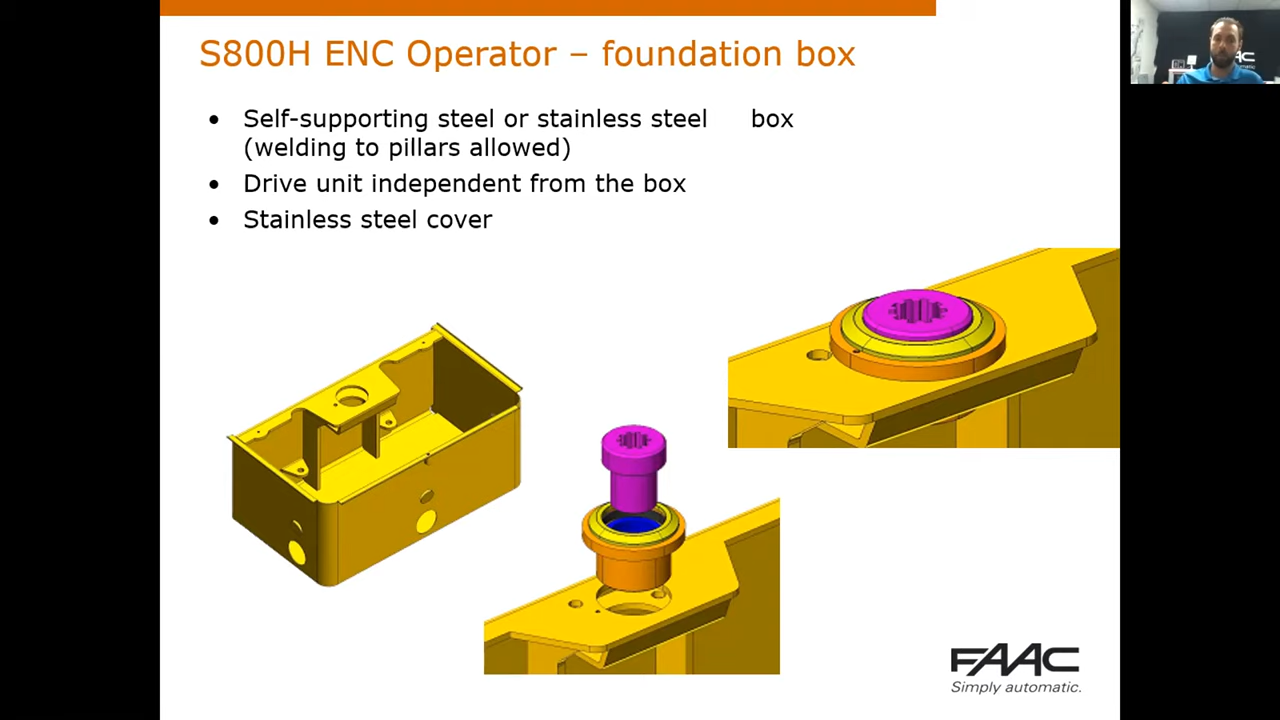 S800H ENC Operator – foundation box
• Self-supporting steel or stainless steel box
(welding to pillars allowed)
• Drive unit independent from the box
• Stainless steel cover
FAAC
Simply automatic.